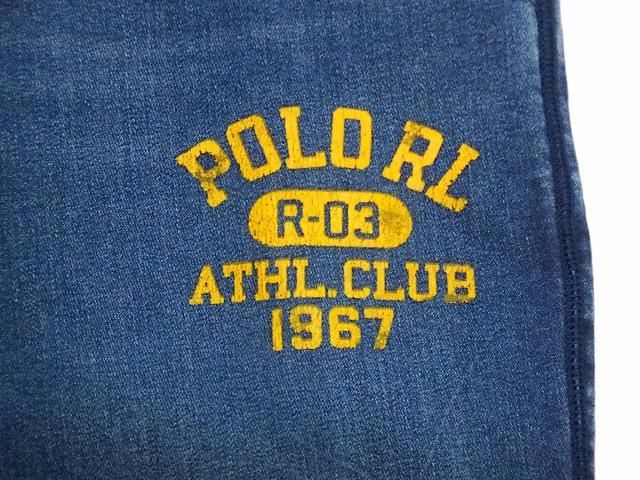 POLO RL
R-03
ATHL.CLUB
1967